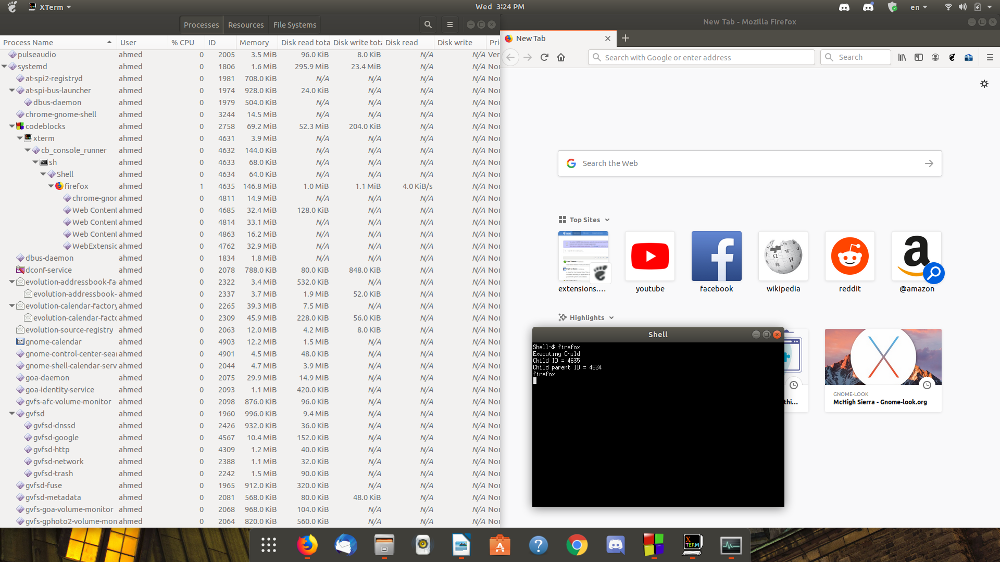 XTerm
Wed 3:24 PM
en
Processes
Resources
File Systems
Process Name User % CPU ID Memory Disk read tota Disk write tota Disk read Disk write Pri
pulseaudio ahmed 0 2005 3.5 MiB 96.0 KiB 8.0 KiB N/A N/A Ver
systemd ahmed 0 1806 1.6 MiB 295.9 MiB 23.4 MiB N/A N/A Nor
at-spi2-registryd ahmed 0 1981 708.0 KiB N/A N/A N/A N/A Nor
at-spi-bus-launcher ahmed 0 1974 928.0 KiB 24.0 KiB N/A N/A N/A Nor
dbus-daemon ahmed 0 1979 504.0 KiB N/A N/A N/A N/A Nor
chrome-gnome-shell ahmed 0 3244 14.5 MiB N/A N/A N/A N/A Nor
codeblocks ahmed 0 2758 69.2 MiB 52.3 MiB 204.0 KiB N/A N/A Nor
xterm ahmed 0 4631 3.9 MiB N/A N/A N/A N/A Nor
cb_console_runner ahmed 0 4632 144.0 KiB N/A N/A N/A N/A Nor
sh ahmed 0 4633 68.0 KiB N/A N/A N/A N/A Nor
Shell ahmed 0 4634 64.0 KiB N/A N/A N/A N/A Nor
firefox ahmed 1 4635 146.8 MiB 1.0 MiB 1.1 MiB 4.0 KiB/s N/A Nor
chrome-gnor ahmed 0 4811 14.9 MiB N/A N/A N/A N/A Nor
Web Content ahmed 0 4685 32.4 MiB 128.0 KiB N/A N/A N/A Nor
Web Content ahmed 0 4814 33.1 MiB N/A N/A N/A N/A Nor
Web Content ahmed 0 4863 16.2 MiB N/A N/A N/A N/A Nor
WebExtensic ahmed 0 4762 32.9 MiB N/A N/A N/A N/A Nor
dbus-daemon ahmed 0 1834 1.8 MiB N/A N/A N/A N/A Nor
dconf-service ahmed 0 2078 788.0 KiB 80.0 KiB 848.0 KiB N/A N/A Nor
evolution-addressbook-fa ahmed 0 2322 3.4 MiB 532.0 KiB N/A N/A N/A Nor
evolution-addressbook- ahmed 0 2337 3.7 MiB 1.9 MiB 52.0 KiB N/A N/A Nor
evolution-calendar-factory ahmed 0 2265 39.3 MiB 7.5 MiB N/A N/A N/A Nor
evolution-calendar-facto ahmed 0 2309 45.9 MiB 228.0 KiB 56.0 KiB N/A N/A Nor
evolution-source-registry ahmed 0 2063 12.0 MiB 4.2 MiB 8.0 KiB N/A N/A Nor
gnome-calendar ahmed 0 4903 12.2 MiB 1.5 MiB N/A N/A N/A Nor
gnome-control-center-sear ahmed 0 4901 4.5 MiB 48.0 KiB N/A N/A N/A Nor
gnome-shell-calendar-serv ahmed 0 2044 4.7 MiB 3.9 MiB N/A N/A N/A Nor
goa-daemon ahmed 0 2075 29.9 MiB 14.9 MiB N/A N/A N/A Nor
goa-identity-service ahmed 0 2093 1.1 MiB 420.0 KiB N/A N/A N/A Nor
gvfs-afc-volume-monitor ahmed 0 2098 876.0 KiB 96.0 KiB N/A N/A N/A Nor
gvfsd ahmed 0 1960 996.0 KiB 9.4 MiB N/A N/A N/A Nor
gvfsd-dnssd ahmed 0 2426 932.0 KiB 36.0 KiB N/A N/A N/A Nor
gvfsd-google ahmed 0 4567 10.4 MiB 152.0 KiB N/A N/A N/A Nor
gvfsd-http ahmed 0 4309 1.2 MiB 40.0 KiB N/A N/A N/A Nor
gvfsd-network ahmed 0 2388 1.1 MiB 32.0 KiB N/A N/A N/A Nor
gvfsd-trash ahmed 0 2242 1.5 MiB 90.0 KiB N/A N/A N/A Nor
gvfsd-fuse ahmed 0 1965 912.0 KiB 320.0 KiB N/A N/A N/A Nor
gvfsd-metadata ahmed 0 2081 568.0 KiB 80.0 KiB 48.0 KiB N/A N/A Nor
gvfs-goa-volume-monitor ahmed 0 2068 968.0 KiB 104.0 KiB N/A N/A N/A Nor
gvfs-gphoto2-volume-mon ahmed 0 2064 820.0 KiB 560.0 KiB N/A N/A N/A Nor
New Tab - Mozilla Firefox
New Tab
Search with Google or enter address
Search
Search the Web
Top Sites
extensions....
youtube
facebook
wikipedia
reddit
@amazon
Highlights
thi...
GNOME-LOOK
McHigh Sierra - Gnome-look.org
Shell
Shell~$ firefox
Executing Child
Child ID = 4635
Child parent ID = 4634
firefox
X
TERM